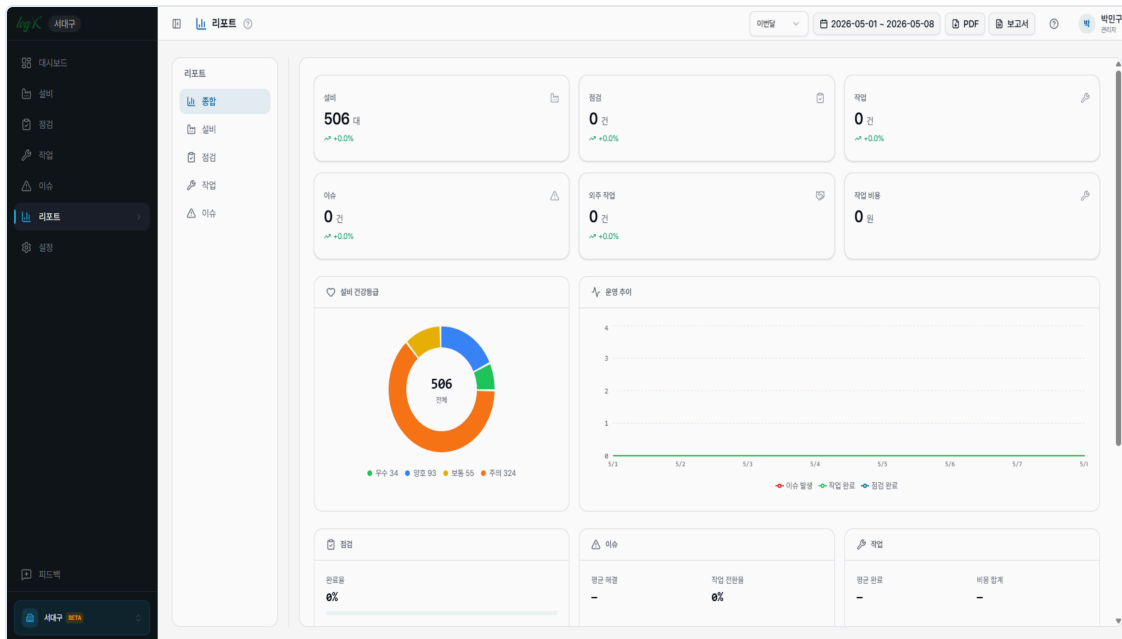 log K 서대구
대시보드
설비
점검
작업
이슈
리포트
설정
피드백
서대구 BETA
리포트
이번달
2026-05-01 ~ 2026-05-08
PDF
보고서
박
박민구
관리자
리포트
종합
설비
점검
작업
이슈
설비
506 대
+0.0%
점검
0 건
+0.0%
작업
0 건
+0.0%
이슈
0 건
+0.0%
외주 작업
0 건
+0.0%
작업 비용
0 원
설비 건강등급
506
전체
우수 34 양호 93 보통 55 주의 324
운영 추이
4
3
2
1
0
5/1 5/2 5/3 5/4 5/5 5/6 5/7
이슈 발생 작업 완료 점검 완료
점검
완료율
0%
이슈
평균 해결 작업 전환율
– 0%
작업
평균 완료 비용 합계
– –